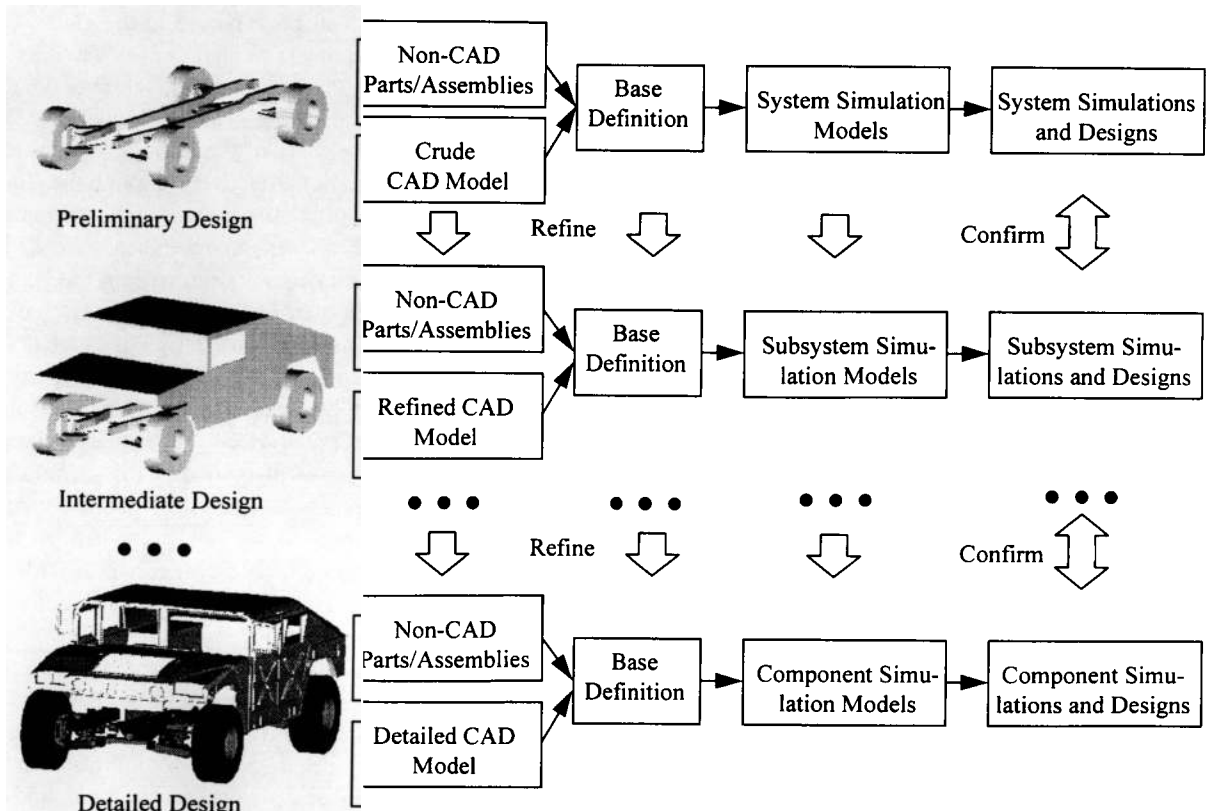 Non-CAD
Parts/Assemblies
Crude
CAD Model
Base
Definition
System Simulation
Models
System Simulations
and Designs
Preliminary Design
Refine
Confirm
Non-CAD
Parts/Assemblies
Refined CAD
Model
Base
Definition
Subsystem Simu-
lation Models
Subsystem Simu-
lations and Designs
Intermediate Design
Refine
Confirm
Non-CAD
Parts/Assemblies
Detailed CAD
Model
Base
Definition
Component Simu-
lation Models
Component Simu-
lations and Designs
Detailed Design